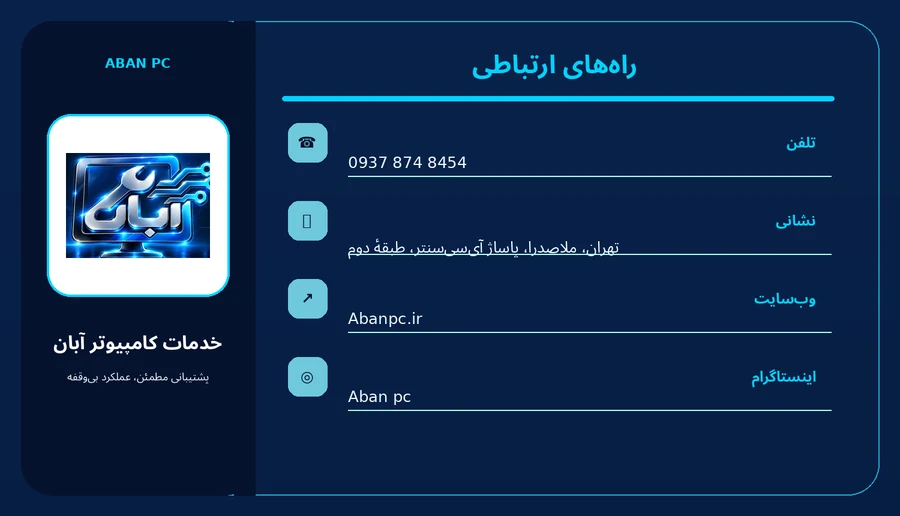 ABAN PC
آبان
خدمات کامپیوتر آبان
پشتیبانی مطمئن، عملکرد بی‌وقفه
راه‌های ارتباطی
تلفن
0937 874 8454
نشانی
تهران، ملاصدرا، پاساژ آی‌سی‌سنتر، طبقهٔ دوم
وب‌سایت
Abanpc.ir
اینستاگرام
Aban pc